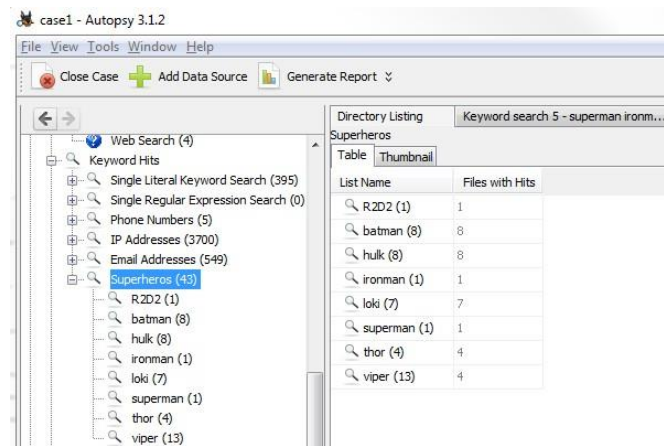 case1 - Autopsy 3.1.2
File View Tools Window Help
Close Case Add Data Source Generate Report
Web Search (4)
Keyword Hits
Single Literal Keyword Search (395)
Single Regular Expression Search (0)
Phone Numbers (5)
IP Addresses (3700)
Email Addresses (549)
Superheros (43)
R2D2 (1)
batman (8)
hulk (8)
ironman (1)
loki (7)
superman (1)
thor (4)
viper (13)
Directory Listing Keyword search 5 - superman ironm...
Superheros
Table Thumbnail
List Name Files with Hits
R2D2 (1) 1
batman (8) 8
hulk (8) 8
ironman (1) 1
loki (7) 7
superman (1) 1
thor (4) 4
viper (13) 4